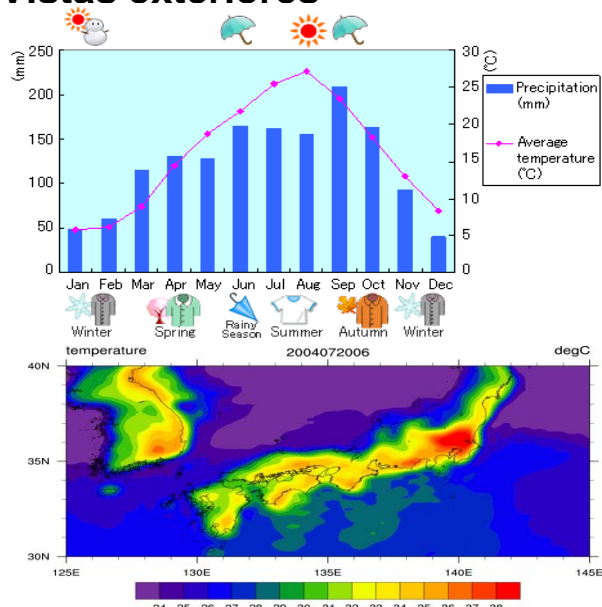 Vistas exteriores
(mm)
(℃)
250
200
150
100
50
0
30
25
20
15
10
5
0
Precipitation
(mm)
Average
temperature
(℃)
Jan Feb Mar Apr May Jun Jul Aug Sep Oct Nov Dec
Winter Spring Rainy Season Summer Autumn Winter
temperature 2004072006 degC
40N
35N
30N
125E 130E 135E 140E 145E